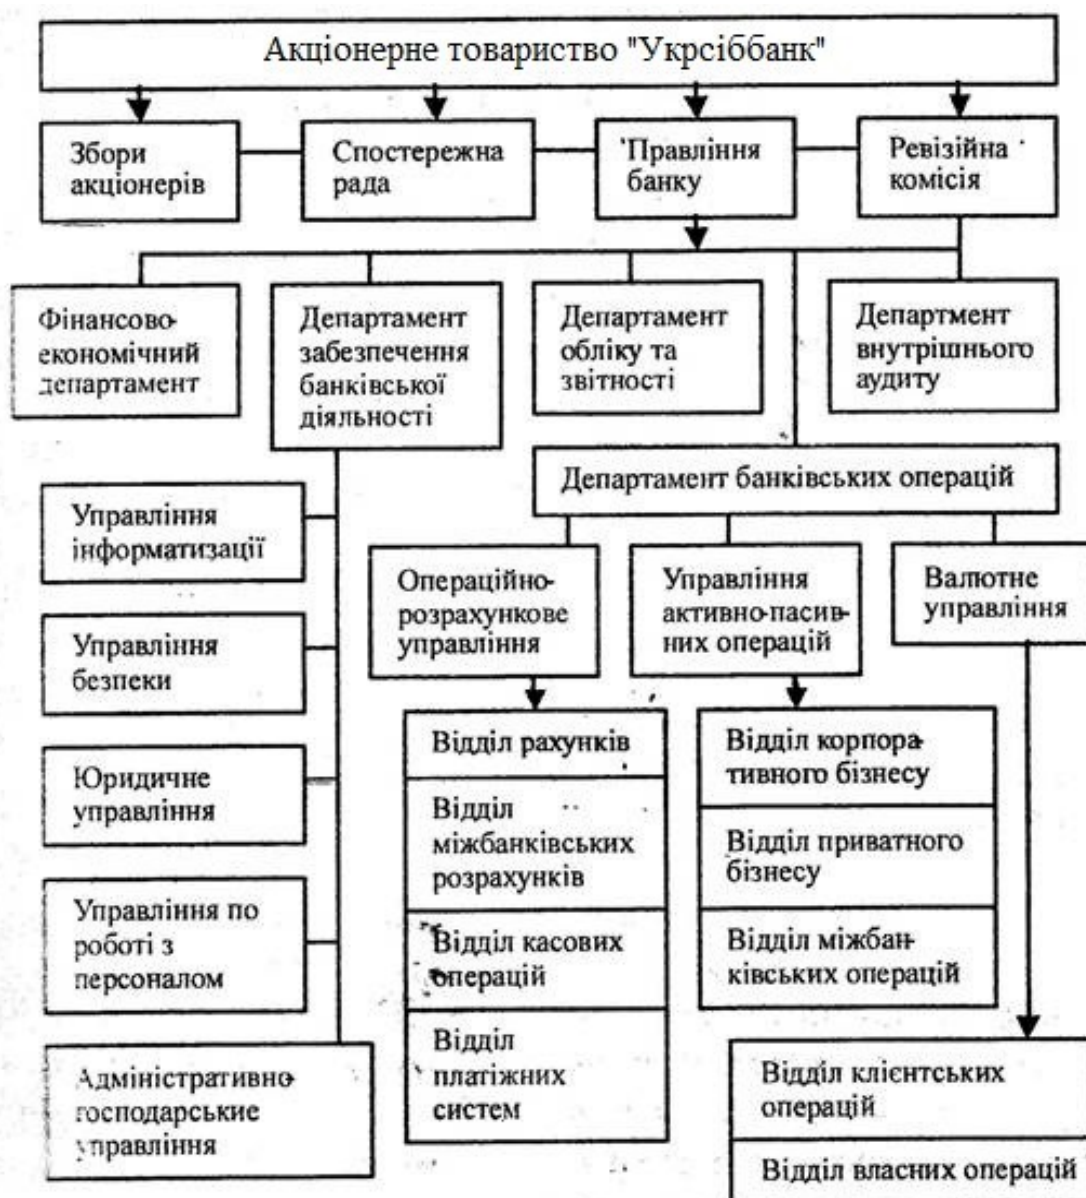 Акціонерне товариство "Укрсіббанк"
Збори
акціонерів
Спостережна
рада
Правління
банку
Ревізійна
комісія
Фінансово-
економічний
департамент
Департамент
забезпечення
банківської
діяльності
Департамент
обліку та
звітності
Департмент
внутрішнього
аудиту
Департамент банківських операцій
Управління
інформатизації
Управління
безпеки
Юридичне
управління
Управління по
роботі з
персоналом
Адміністративно-
господарськие
управління
Операційно-
розрахункове
управління
Управління
активно-пасив-
них операцій
Валютне
управління
Відділ рахунків
Відділ
міжбанківських
розрахунків
Відділ касових
операцій
Відділ
платіжних
систем
Відділ корпора-
тивного бізнесу
Відділ приватного
бізнесу
Відділ міжбан-
ківських операцій
Відділ клієнтських
операцій
Відділ власних операцій